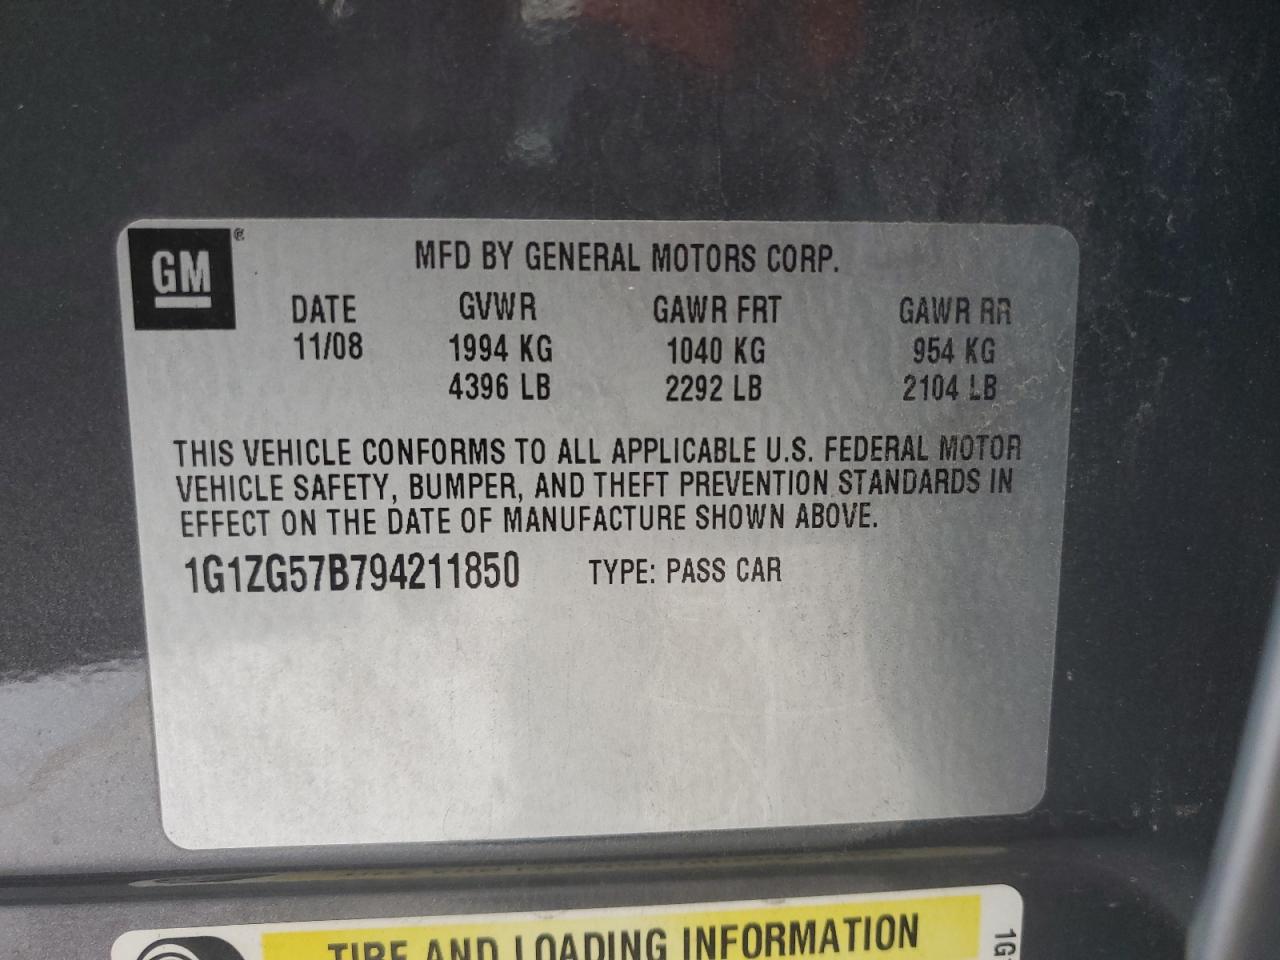 GM®
MFD BY GENERAL MOTORS CORP.
DATE GVWR GAWR FRT GAWR RR
11/08 1994 KG 1040 KG 954 KG
4396 LB 2292 LB 2104 LB
THIS VEHICLE CONFORMS TO ALL APPLICABLE U.S. FEDERAL MOTOR
VEHICLE SAFETY, BUMPER, AND THEFT PREVENTION STANDARDS IN
EFFECT ON THE DATE OF MANUFACTURE SHOWN ABOVE.
1G1ZG57B794211850 TYPE: PASS CAR
TIRE AND LOADING INFORMATION